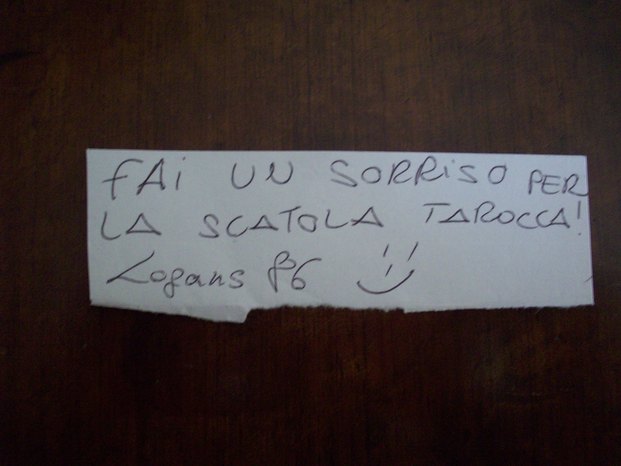 FAi UN SORRiSO PER
LA SCATOLA TAROCCA!
Logans 86